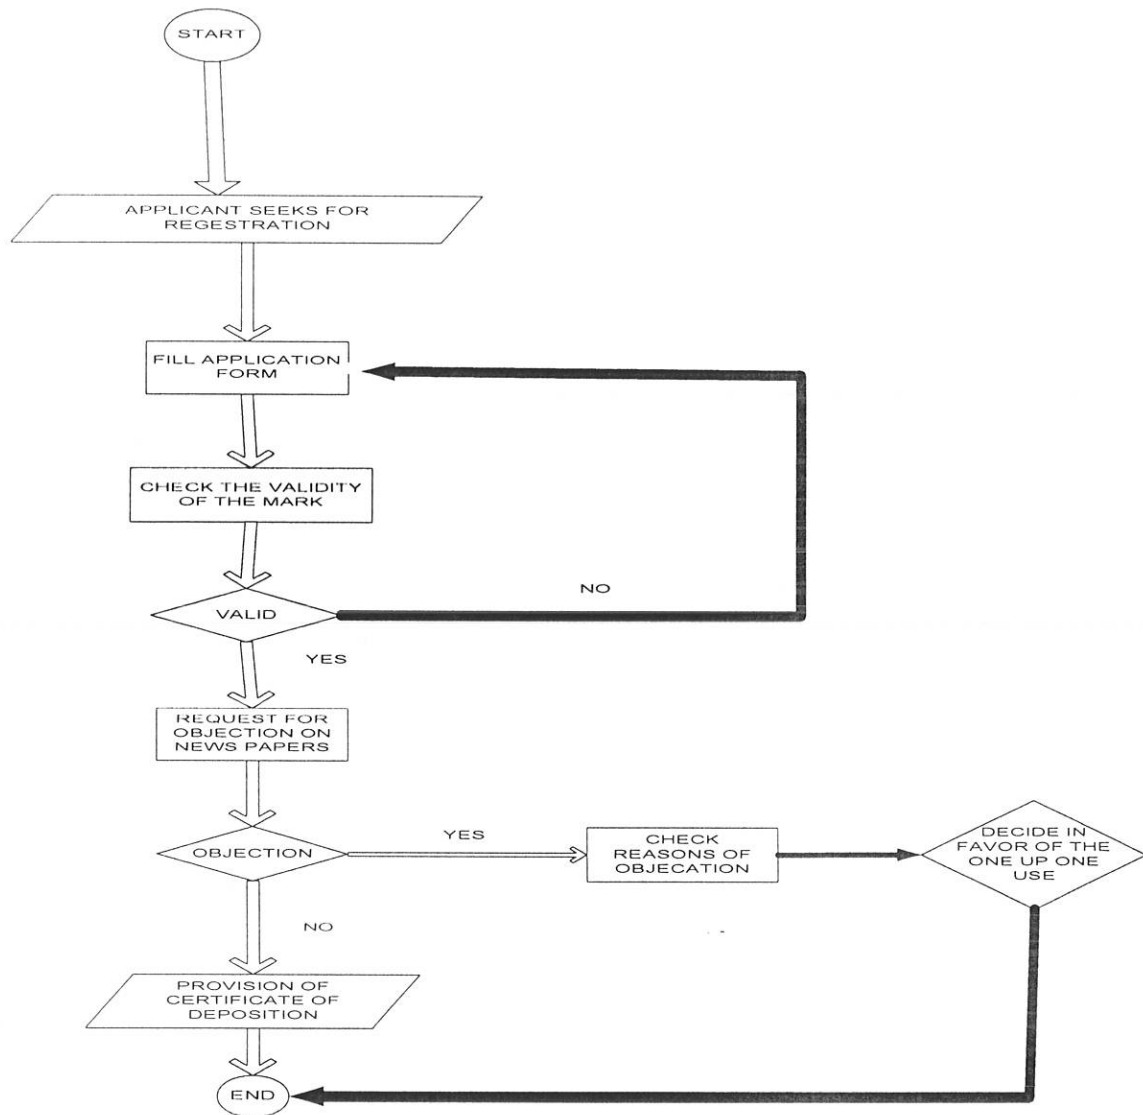 START
APPLICANT SEEKS FOR
REGESTRATION
FILL APPLICATION
FORM
CHECK THE VALIDITY
OF THE MARK
NO
VALID
YES
REQUEST FOR
OBJECTION ON
NEWS PAPERS
OBJECTION
YES
CHECK
REASONS OF
OBJECATION
DECIDE IN
FAVOR OF THE
ONE UP ONE
USE
NO
PROVISION OF
CERTIFICATE OF
DEPOSITION
END